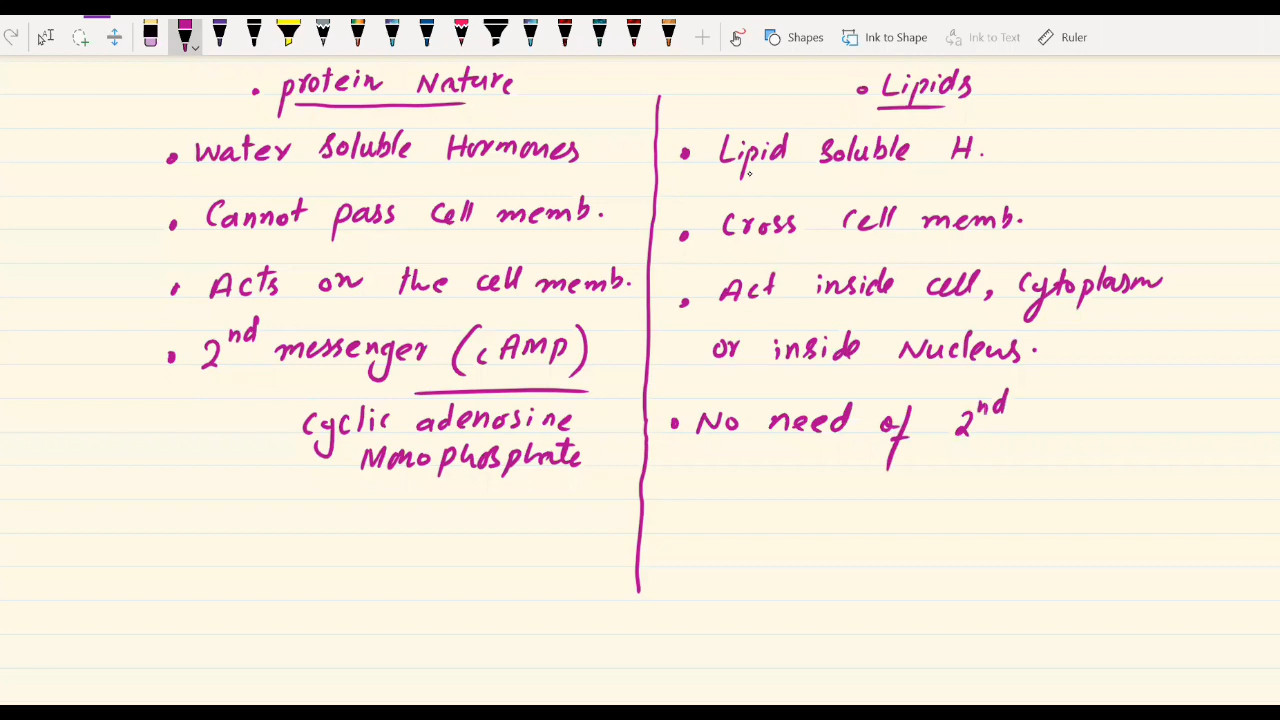 Shapes
Ink to Shape
Ink to Text
Ruler
• Protein Nature
• Water Soluble Hormones
• Cannot pass Cell memb.
• Acts on the cell memb.
• 2nd messenger (cAMP)
Cyclic adenosine
Monophosphate
• Lipids
• Lipid Soluble H.
• Cross Cell memb.
• Act inside cell, Cytoplasm
or inside Nucleus.
• No need of 2nd